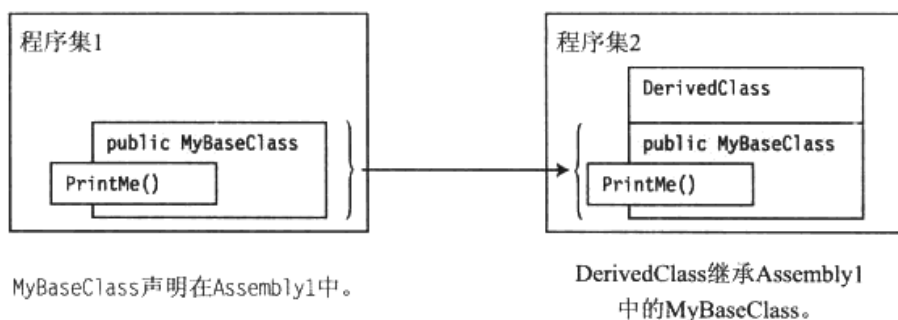 程序集1
public MyBaseClass
PrintMe()
MyBaseClass声明在Assembly1中。
程序集2
DerivedClass
public MyBaseClass
PrintMe()
DerivedClass继承Assembly1
中的MyBaseClass。